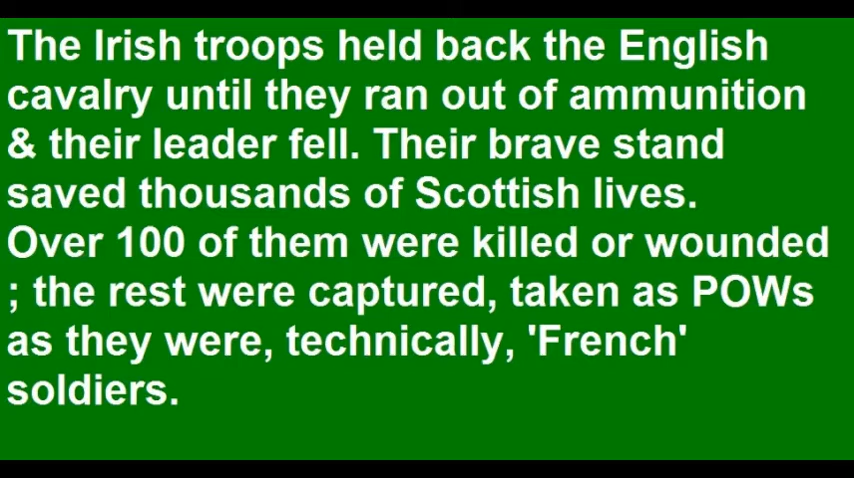 The Irish troops held back the English
cavalry until they ran out of ammunition
& their leader fell. Their brave stand
saved thousands of Scottish lives.
Over 100 of them were killed or wounded
; the rest were captured, taken as POWs
as they were, technically, 'French'
soldiers.